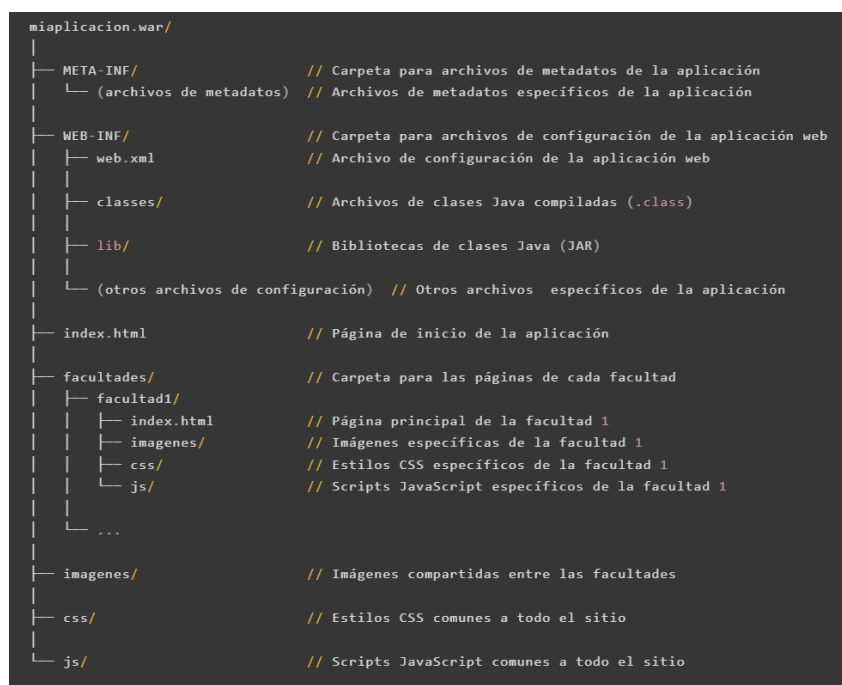 miaplicacion.war/
│
├── META-INF/                      // Carpeta para archivos de metadatos de la aplicación
│   └── (archivos de metadatos)  // Archivos de metadatos específicos de la aplicación
│
├── WEB-INF/                       // Carpeta para archivos de configuración de la aplicación web
│   ├── web.xml                    // Archivo de configuración de la aplicación web
│   │
│   ├── classes/                   // Archivos de clases Java compiladas (.class)
│   │
│   ├── lib/                       // Bibliotecas de clases Java (JAR)
│   │
│   └── (otros archivos de configuración)  // Otros archivos  específicos de la aplicación
│
├── index.html                     // Página de inicio de la aplicación
│
├── facultades/                    // Carpeta para las páginas de cada facultad
│   ├── facultad1/
│   │   ├── index.html             // Página principal de la facultad 1
│   │   ├── imagenes/              // Imágenes específicas de la facultad 1
│   │   ├── css/                   // Estilos CSS específicos de la facultad 1
│   │   └── js/                    // Scripts JavaScript específicos de la facultad 1
│   │
│   └── ...
│
├── imagenes/                      // Imágenes compartidas entre las facultades
│
├── css/                           // Estilos CSS comunes a todo el sitio
│
└── js/                            // Scripts JavaScript comunes a todo el sitio